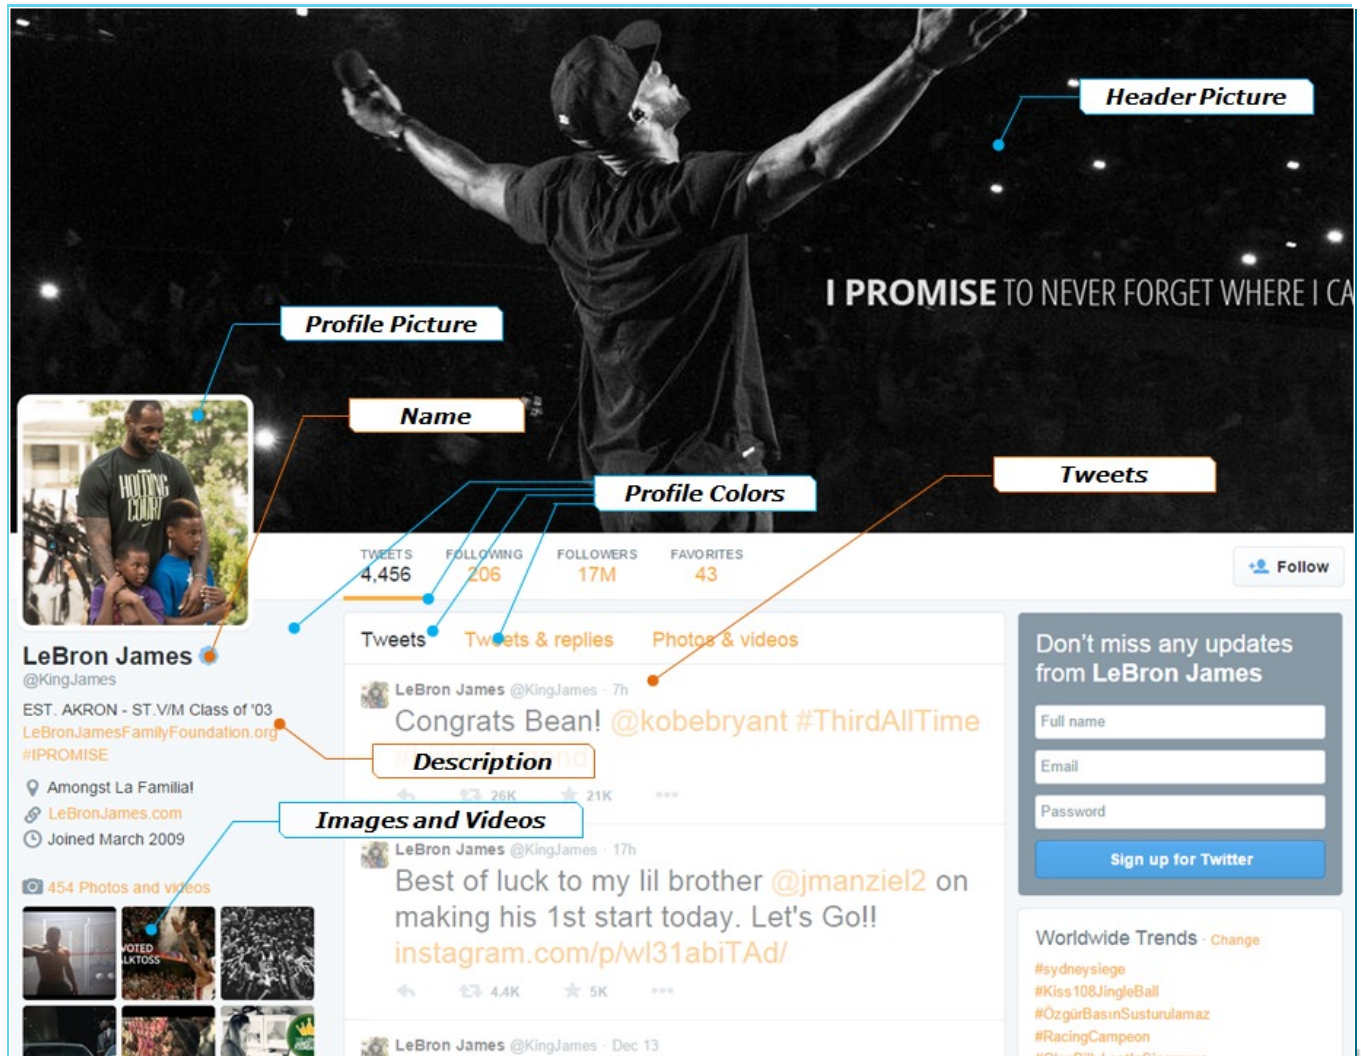 Header Picture
I PROMISE TO NEVER FORGET WHERE I CA
Profile Picture
Name
Profile Colors
Tweets
HOLDING
COURT
TWEETS
4,456
FOLLOWING
206
FOLLOWERS
17M
FAVORITES
43
Follow
LeBron James
@KingJames
EST. AKRON - ST.V/M Class of '03
LeBronJamesFamilyFoundation.org
#IPROMISE
Amongst La Familia!
LeBronJames.com
Joined March 2009
454 Photos and videos
Description
Images and Videos
VOTED
LKTOSS
Tweets
Tweets & replies
Photos & videos
LeBron James @KingJames · 7h
Congrats Bean! @kobebryant #ThirdAllTime
26K
21K
LeBron James @KingJames · 17h
Best of luck to my lil brother @jmanziel2 on
making his 1st start today. Let's Go!!
instagram.com/p/wl31abiTAd/
4.4K
5K
LeBron James @KingJames · Dec 13
Don't miss any updates
from LeBron James
Full name
Email
Password
Sign up for Twitter
Worldwide Trends · Change
#sydneysiege
#Kiss108JingleBall
#ÖzgürBasınSusturulamaz
#RacingCampeon